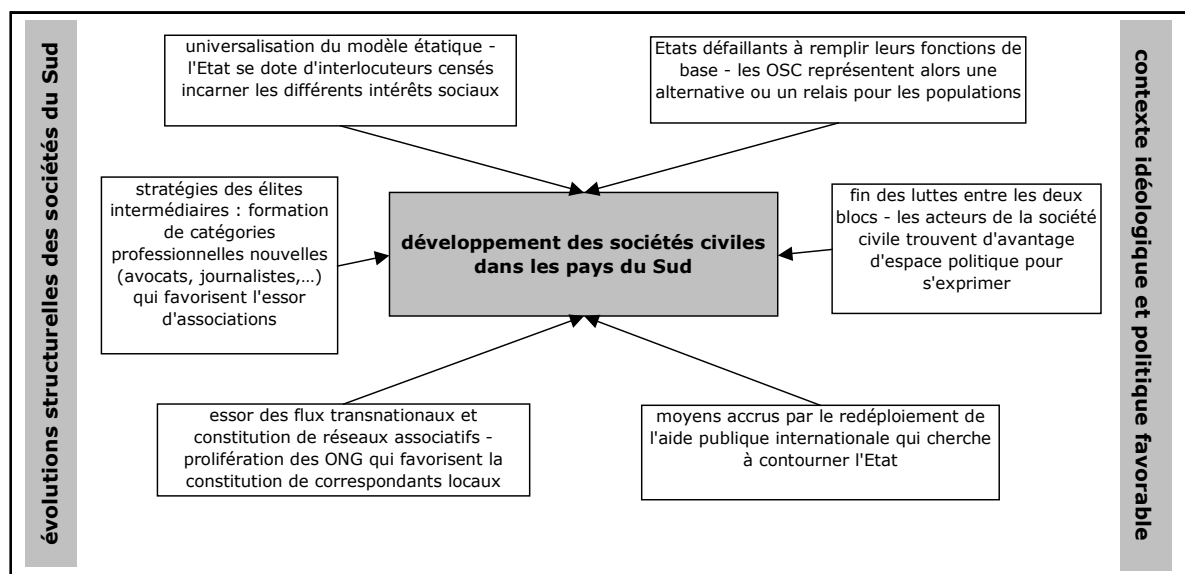 évolutions structurelles des sociétés du Sud
universalisation du modèle étatique -
l'Etat se dote d'interlocuteurs censés
incarner les différents intérêts sociaux
Etats défaillants à remplir leurs fonctions de
base - les OSC représentent alors une
alternative ou un relais pour les populations
stratégies des élites
intermédiaires : formation
de catégories
professionnelles nouvelles
(avocats, journalistes,...)
qui favorisent l'essor
d'associations
développement des sociétés civiles
dans les pays du Sud
fin des luttes entre les deux
blocs - les acteurs de la société
civile trouvent d'avantage
d'espace politique pour
s'exprimer
essor des flux transnationaux et
constitution de réseaux associatifs -
prolifération des ONG qui favorisent la
constitution de correspondants locaux
moyens accrus par le redéploiement de
l'aide publique internationale qui cherche
à contourner l'Etat
contexte idéologique et politique favorable